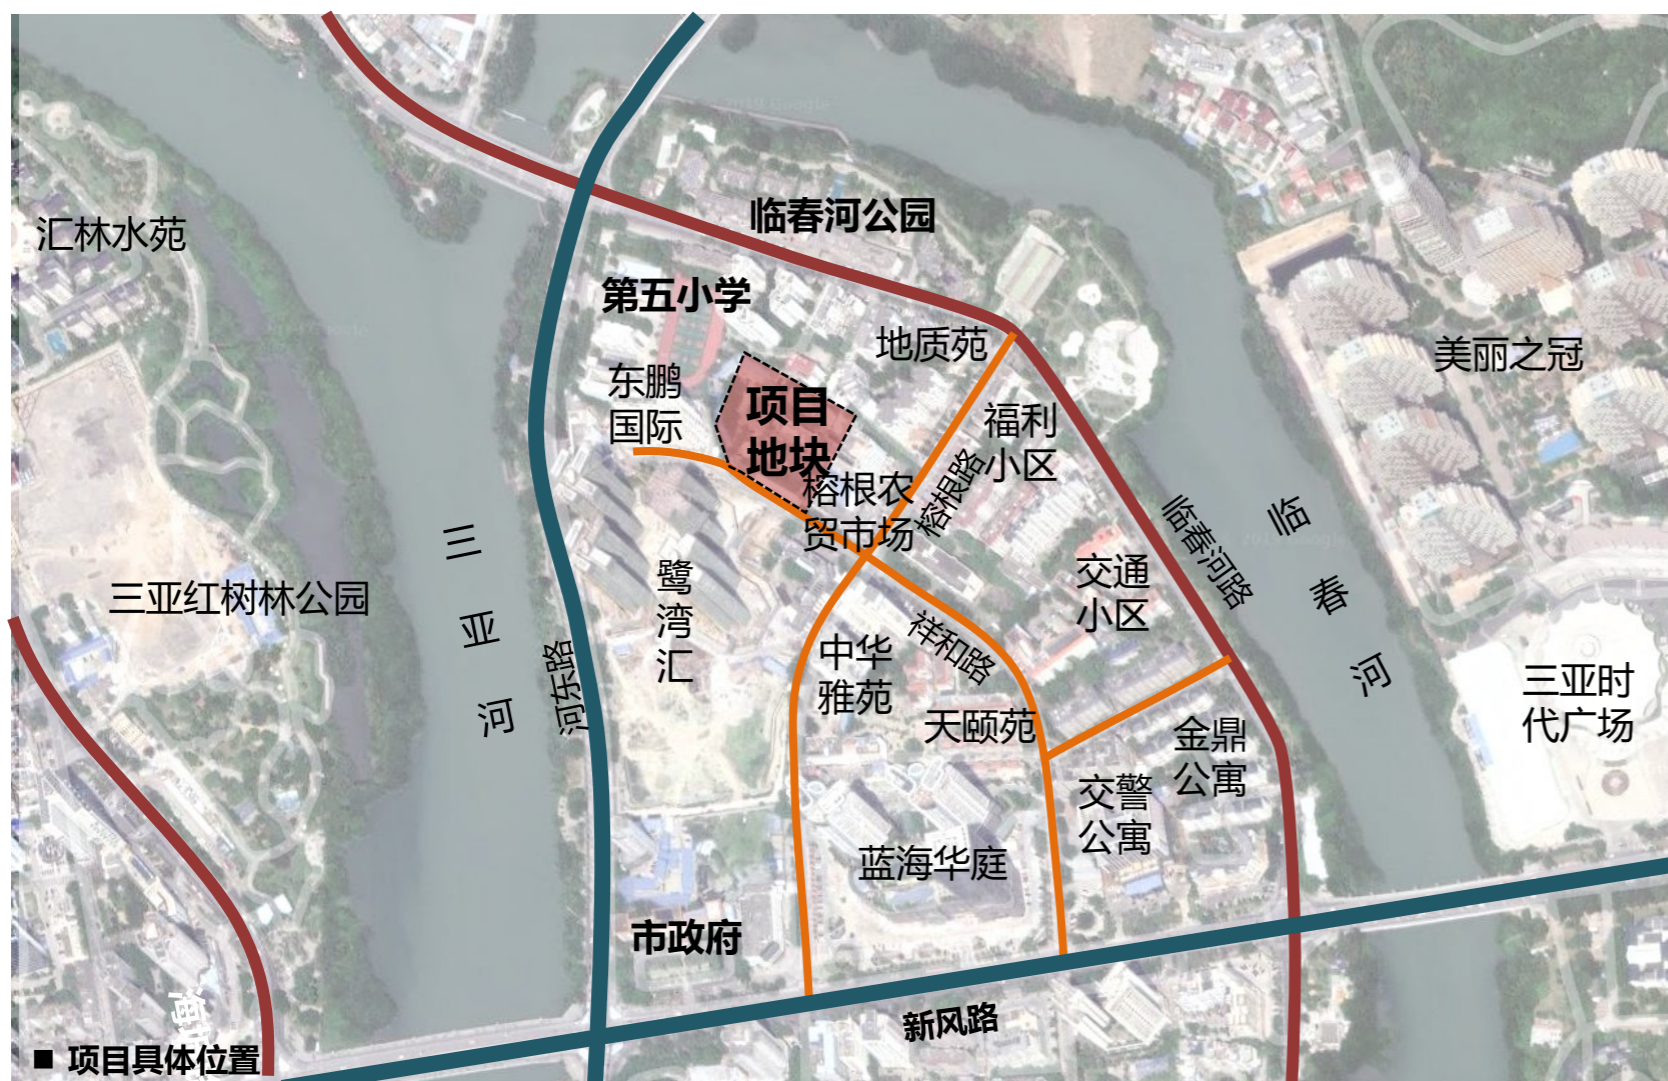 临春河公园
汇林水苑
第五小学
地质苑
美丽之冠
东鹏
国际
项目
地块
福利
小区
榕根农
贸市场
榕根路
三
亚
河
临春河路
临
春
河
三亚红树林公园
鹭
湾
汇
交通
小区
河东路
中华
雅苑
祥和路
天颐苑
三亚时
代广场
金鼎
公寓
交警
公寓
蓝海华庭
市政府
新风路
■ 项目具体位置